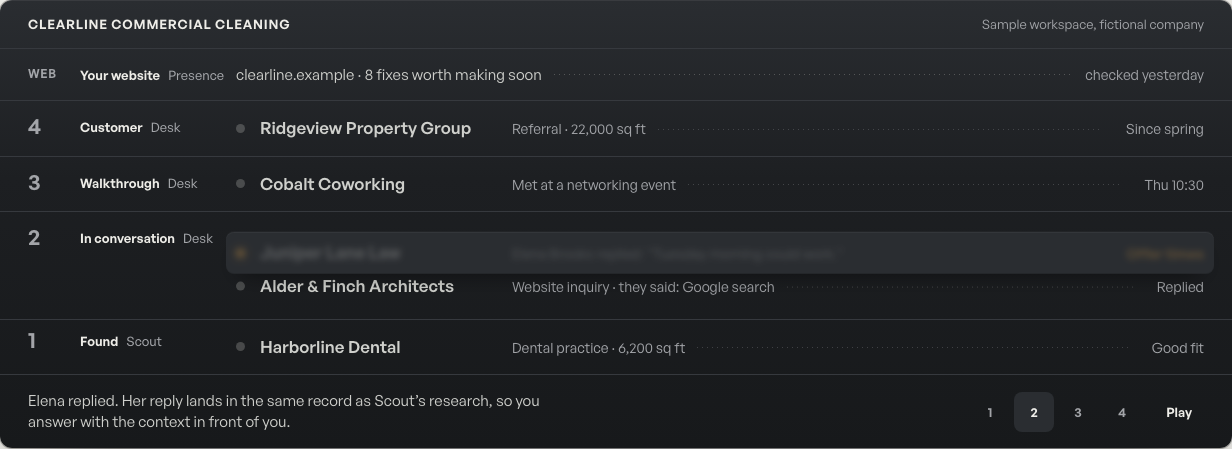 CLEARLINE COMMERCIAL CLEANING Sample workspace, fictional company
WEB Your website Presence clearline.example · 8 fixes worth making soon checked yesterday
4 Customer Desk Ridgeview Property Group Referral · 22,000 sq ft Since spring
3 Walkthrough Desk Cobalt Coworking Met at a networking event Thu 10:30
2 In conversation Desk
Alder & Finch Architects Website inquiry · they said: Google search Replied
1 Found Scout Harborline Dental Dental practice · 6,200 sq ft Good fit
Elena replied. Her reply lands in the same record as Scout’s research, so you
answer with the context in front of you.
1 2 3 4 Play